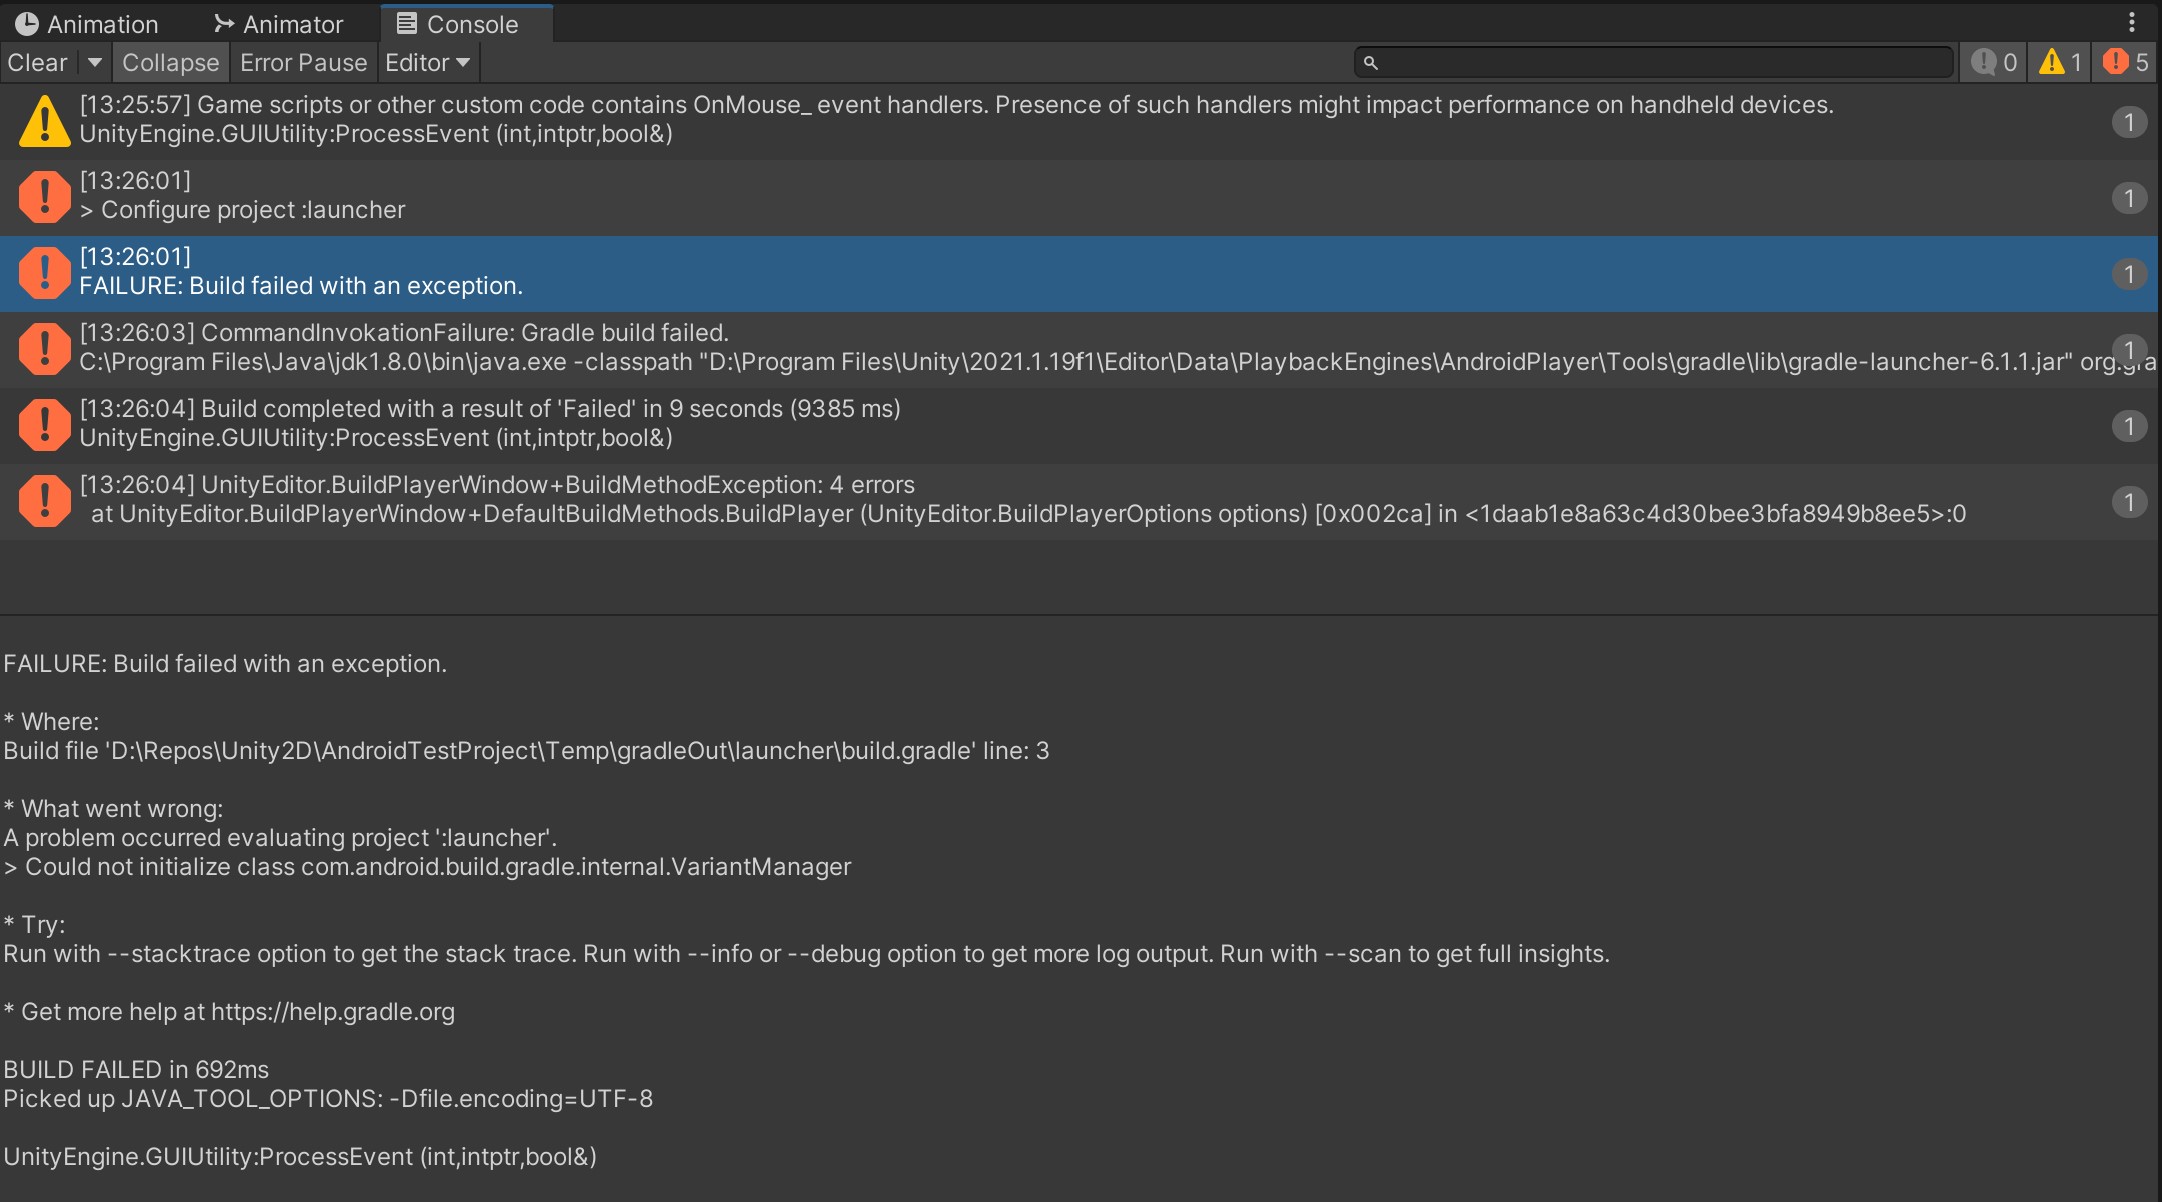 Animation Animator Console
Clear Collapse Error Pause Editor 0 1 5
[13:25:57] Game scripts or other custom code contains OnMouse_ event handlers. Presence of such handlers might impact performance on handheld devices.
UnityEngine.GUIUtility:ProcessEvent (int,intptr,bool&)
1
[13:26:01]
> Configure project :launcher
1
[13:26:01]
FAILURE: Build failed with an exception.
1
[13:26:03] CommandInvokationFailure: Gradle build failed.
C:\Program Files\Java\jdk1.8.0\bin\java.exe -classpath "D:\Program Files\Unity\2021.1.19f1\Editor\Data\PlaybackEngines\AndroidPlayer\Tools\gradle\lib\gradle-launcher-6.1.1.jar" org.gra
1
[13:26:04] Build completed with a result of 'Failed' in 9 seconds (9385 ms)
UnityEngine.GUIUtility:ProcessEvent (int,intptr,bool&)
1
[13:26:04] UnityEditor.BuildPlayerWindow+BuildMethodException: 4 errors
at UnityEditor.BuildPlayerWindow+DefaultBuildMethods.BuildPlayer (UnityEditor.BuildPlayerOptions options) [0x002ca] in <1daab1e8a63c4d30bee3bfa8949b8ee5>:0
1
FAILURE: Build failed with an exception.
* Where:
Build file 'D:\Repos\Unity2D\AndroidTestProject\Temp\gradleOut\launcher\build.gradle' line: 3
* What went wrong:
A problem occurred evaluating project ':launcher'.
> Could not initialize class com.android.build.gradle.internal.VariantManager
* Try:
Run with --stacktrace option to get the stack trace. Run with --info or --debug option to get more log output. Run with --scan to get full insights.
* Get more help at https://help.gradle.org
BUILD FAILED in 692ms
Picked up JAVA_TOOL_OPTIONS: -Dfile.encoding=UTF-8
UnityEngine.GUIUtility:ProcessEvent (int,intptr,bool&)